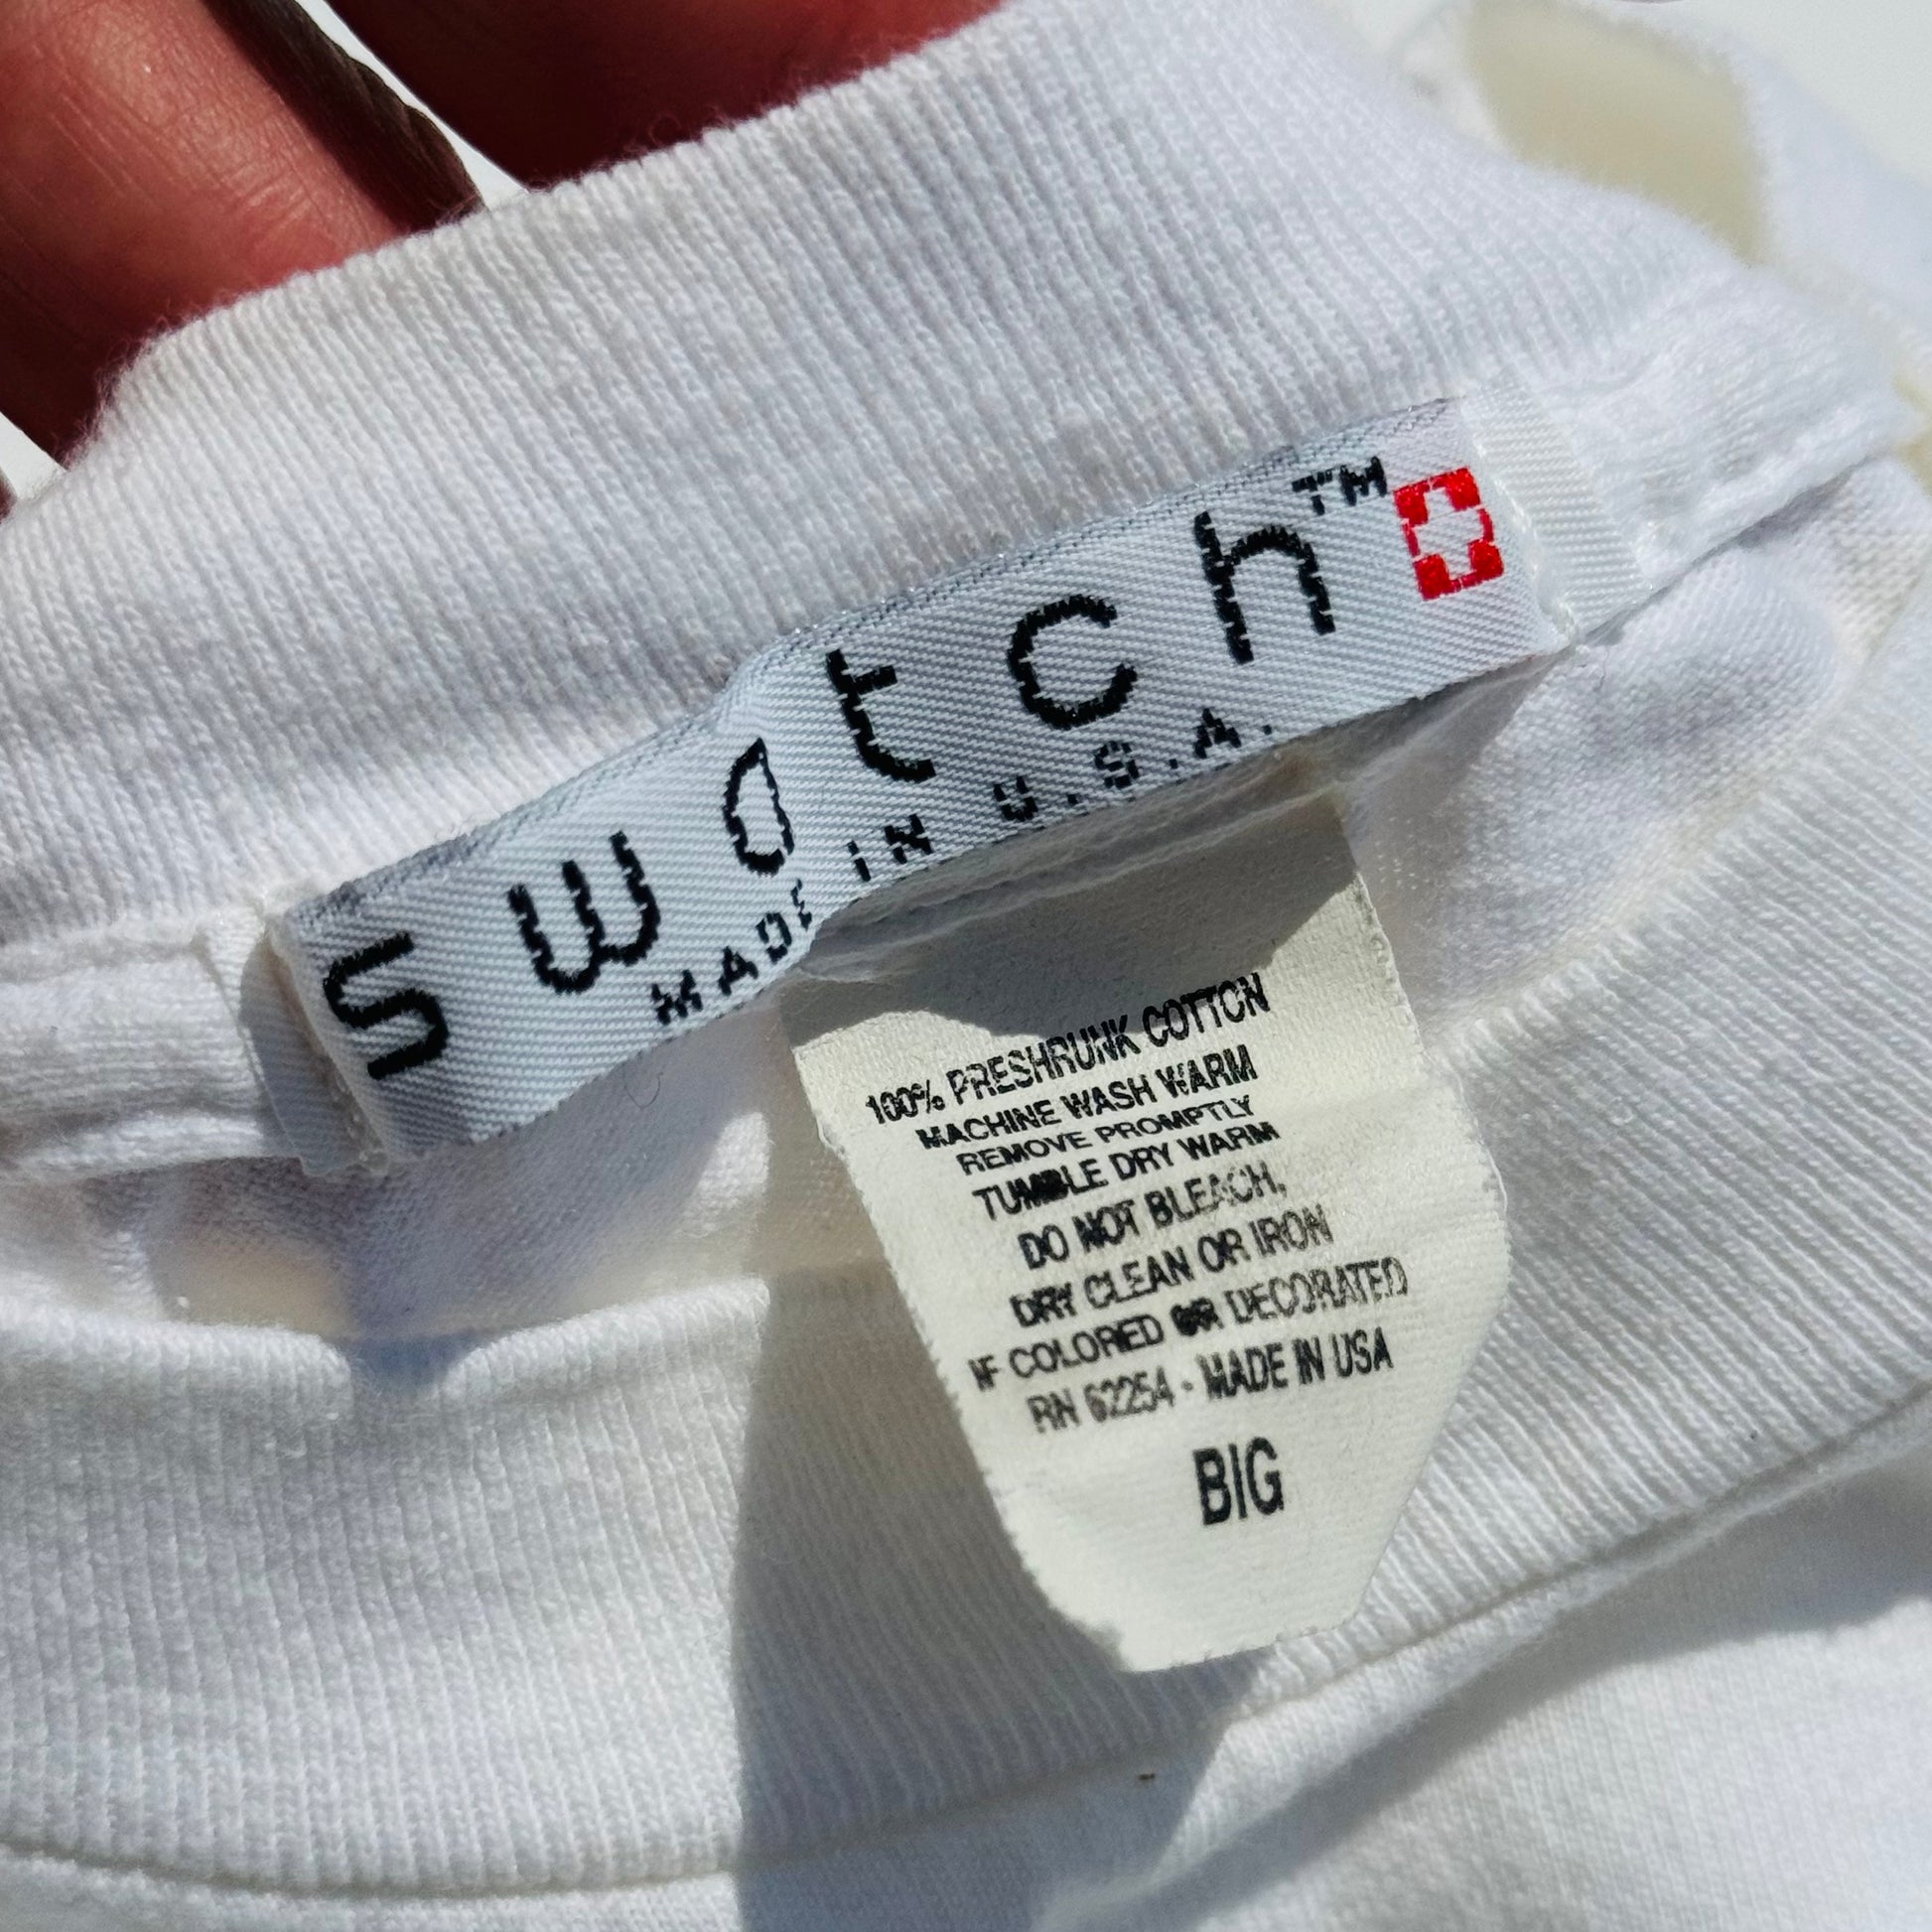 swatch™
MADE IN U.S.A.
100% PRESHRUNK COTTON
MACHINE WASH WARM
REMOVE PROMPTLY
TUMBLE DRY WARM
DO NOT BLEACH,
DRY CLEAN OR IRON
IF COLORED OR DECORATED
RN 62254 - MADE IN USA
BIG